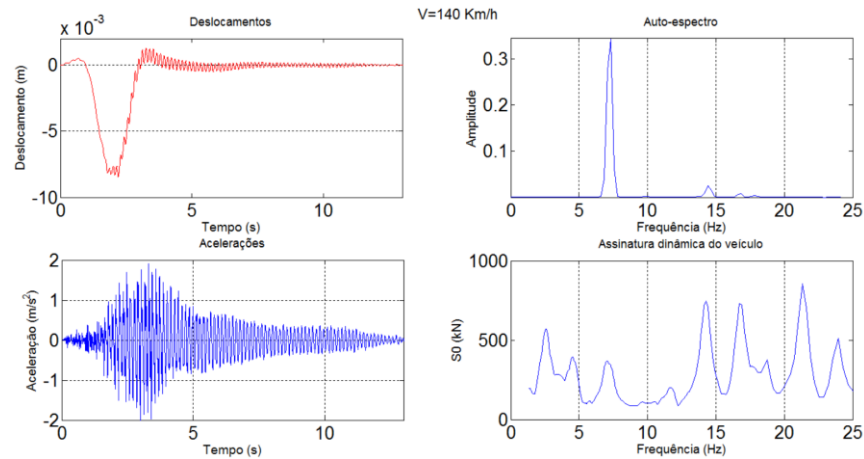 V=140 Km/h
Deslocamentos
x 10⁻³
0
-5
-10
Deslocamento (m)
0
5
10
Tempo (s)
Auto-espectro
0.3
0.2
0.1
Amplitude
0
5
10
15
20
25
Frequência (Hz)
Acelerações
2
1
0
-1
-2
Aceleração (m/s²)
0
5
10
Tempo (s)
Assinatura dinâmica do veículo
1000
500
0
S0 (kN)
0
5
10
15
20
25
Frequência (Hz)